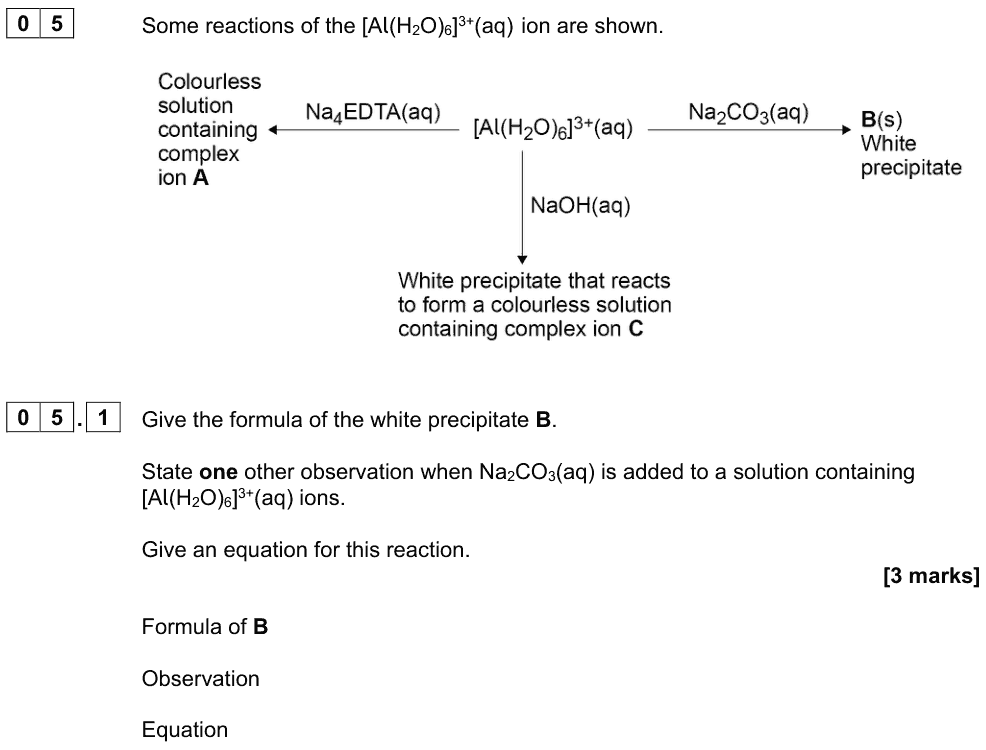 0 5 Some reactions of the [Al(H₂O)₆]³⁺(aq) ion are shown.
Colourless
solution
containing
complex
ion A
Na₄EDTA(aq)
[Al(H₂O)₆]³⁺(aq)
Na₂CO₃(aq)
B(s)
White
precipitate
NaOH(aq)
White precipitate that reacts
to form a colourless solution
containing complex ion C
0 5 . 1 Give the formula of the white precipitate B.
State one other observation when Na₂CO₃(aq) is added to a solution containing
[Al(H₂O)₆]³⁺(aq) ions.
Give an equation for this reaction.
[3 marks]
Formula of B
Observation
Equation